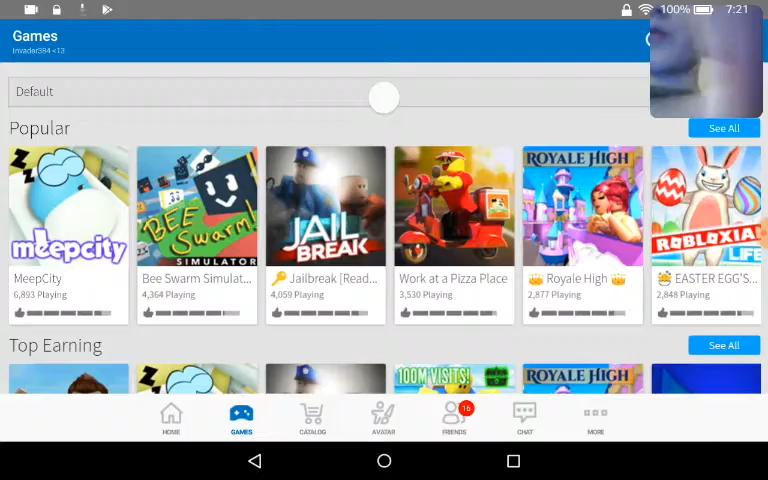 100% 7:21
Games
Invader384 <13
Default
Popular
See All
meepcity
BEE SWARM!
SIMULATOR
JAIL
BREAK
ROYALE HIGH
ROBLOXIA
LIFE
MeepCity
Bee Swarm Simulat...
🔑 Jailbreak [Read...
Work at a Pizza Place
👑 Royale High 👑
🐣 EASTER EGG'S...
6,893 Playing
4,364 Playing
4,059 Playing
3,530 Playing
2,877 Playing
2,848 Playing
Top Earning
See All
100M VISITS!
ROYALE HIGH
16
HOME
GAMES
CATALOG
AVATAR
FRIENDS
CHAT
MORE